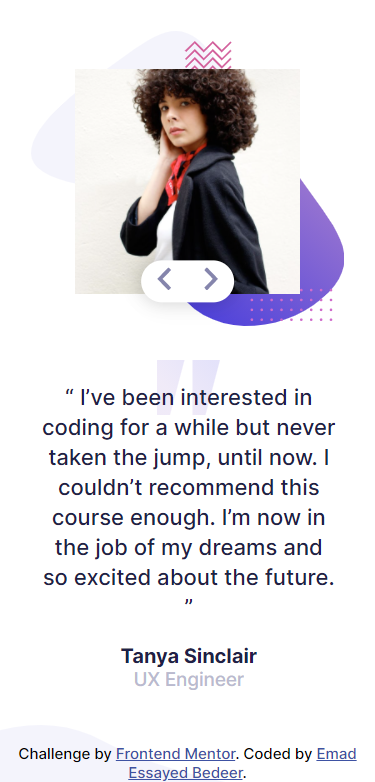 “ I’ve been interested in
coding for a while but never
taken the jump, until now. I
couldn’t recommend this
course enough. I’m now in
the job of my dreams and
so excited about the future.
”
Tanya Sinclair
UX Engineer
Challenge by Frontend Mentor. Coded by Emad
Essayed Bedeer.